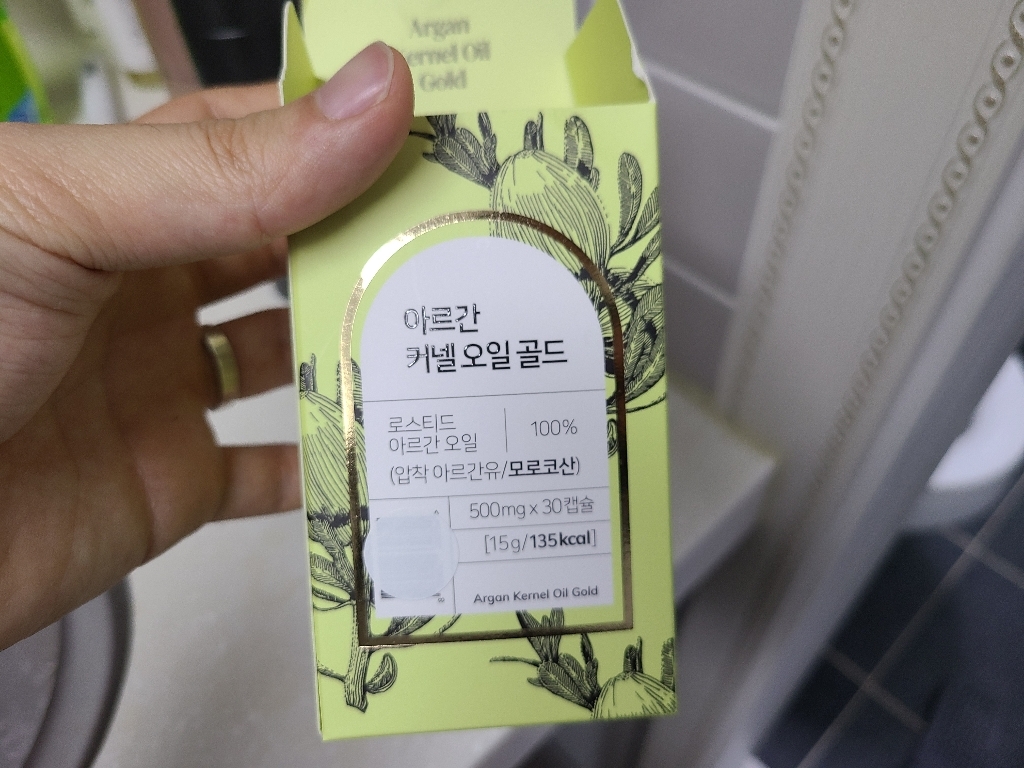 Argan
Kernel Oil
Gold
아르간
커넬 오일 골드
로스티드
아르간 오일
100%
(압착 아르간유/모로코산)
500mg x 30캡슐
[15g/135kcal]
Argan Kernel Oil Gold